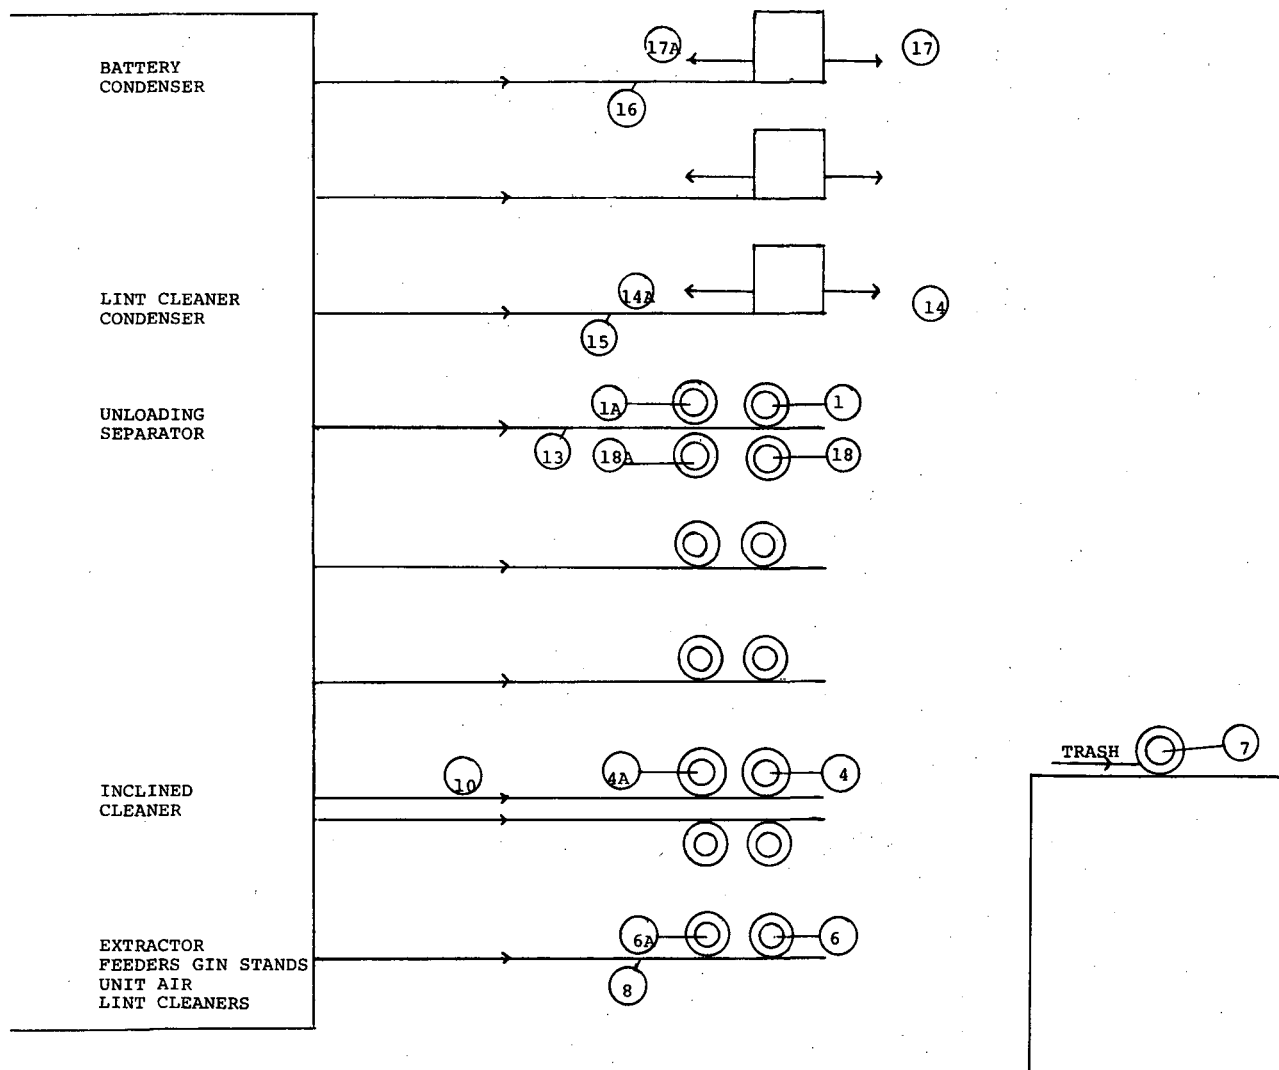 BATTERY
CONDENSER
17A
17
16
LINT CLEANER
CONDENSER
14A
14
15
UNLOADING
SEPARATOR
1A
1
13
18A
18
INCLINED
CLEANER
10
4A
4
TRASH
7
EXTRACTOR
FEEDERS GIN STANDS
UNIT AIR
LINT CLEANERS
6A
6
8